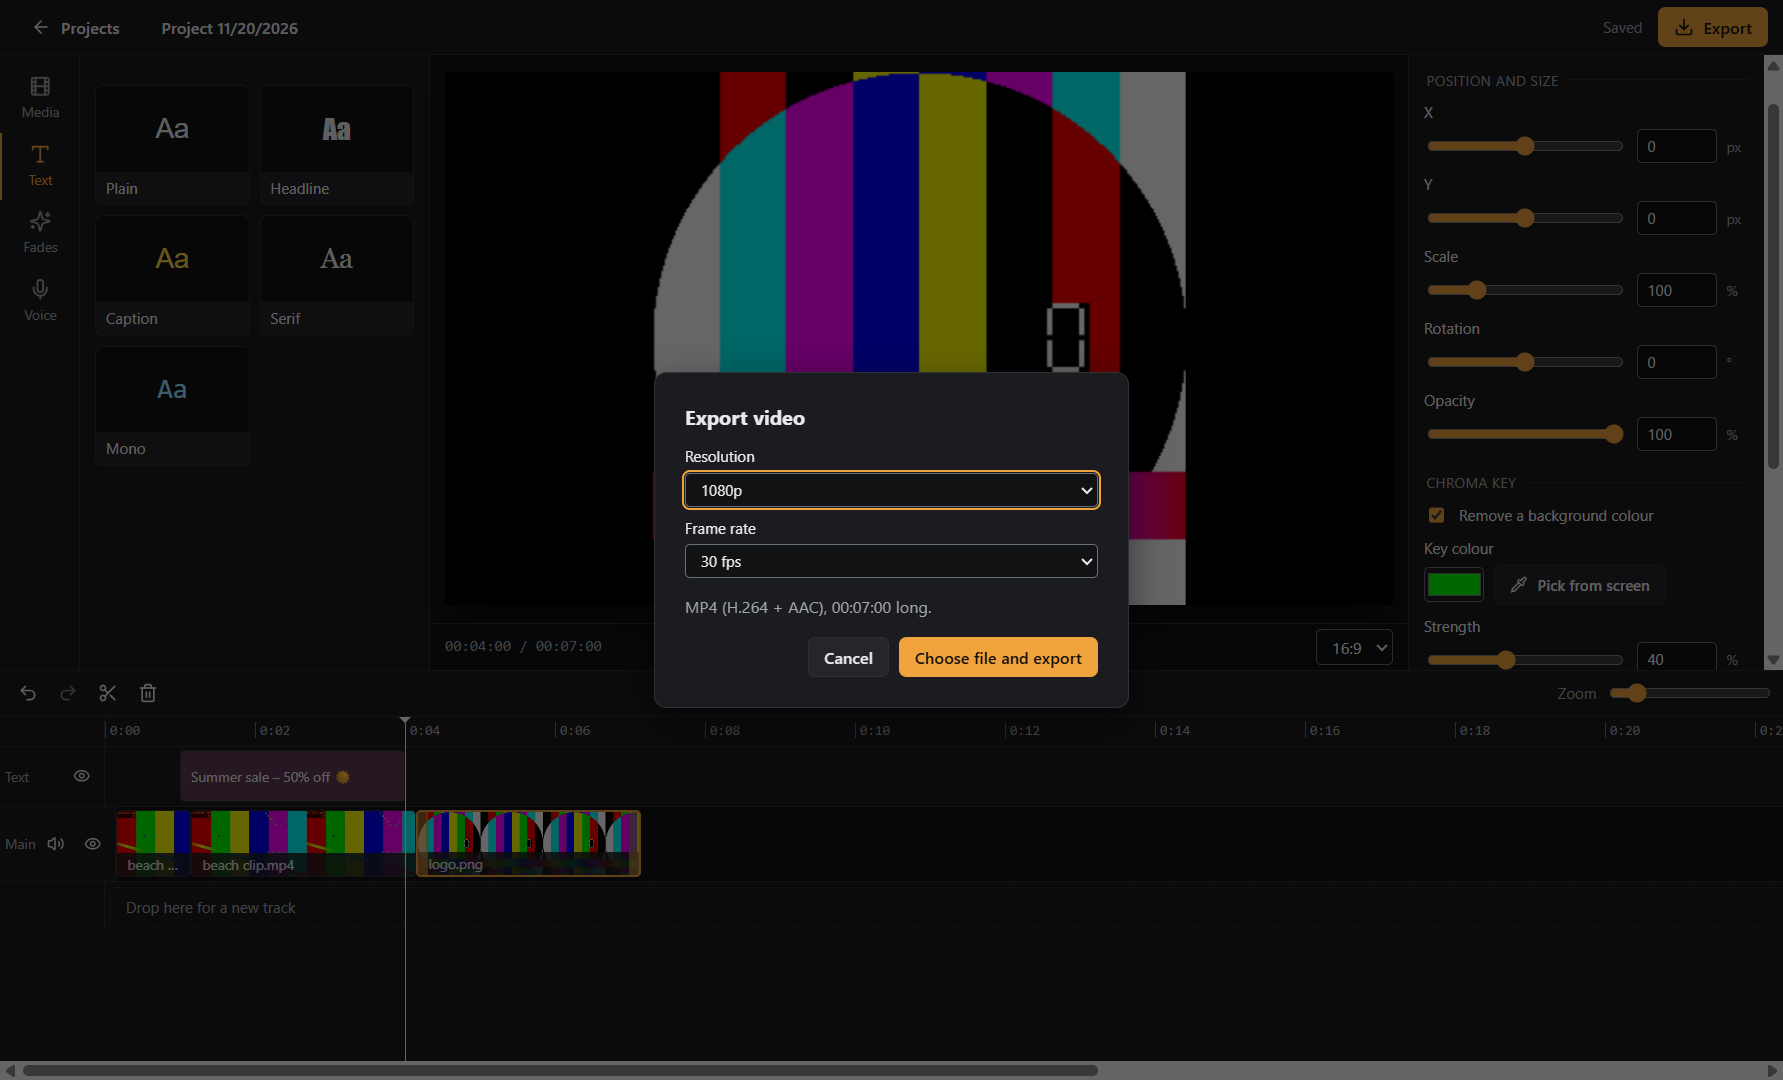 Projects
Project 11/20/2026
Saved
Export
Media
Text
Fades
Voice
Aa
Plain
Aa
Headline
Aa
Caption
Aa
Serif
Aa
Mono
0
Export video
Resolution
1080p
Frame rate
30 fps
MP4 (H.264 + AAC), 00:07:00 long.
Cancel
Choose file and export
00:04:00 / 00:07:00
16:9
POSITION AND SIZE
X
0 px
Y
0 px
Scale
100 %
Rotation
0 °
Opacity
100 %
CHROMA KEY
Remove a background colour
Key colour
Pick from screen
Strength
40 %
Zoom
0:00 0:02 0:04 0:06 0:08 0:10 0:12 0:14 0:16 0:18 0:20
Text
Summer sale – 50% off
Main
beach ...
beach clip.mp4
logo.png
Drop here for a new track